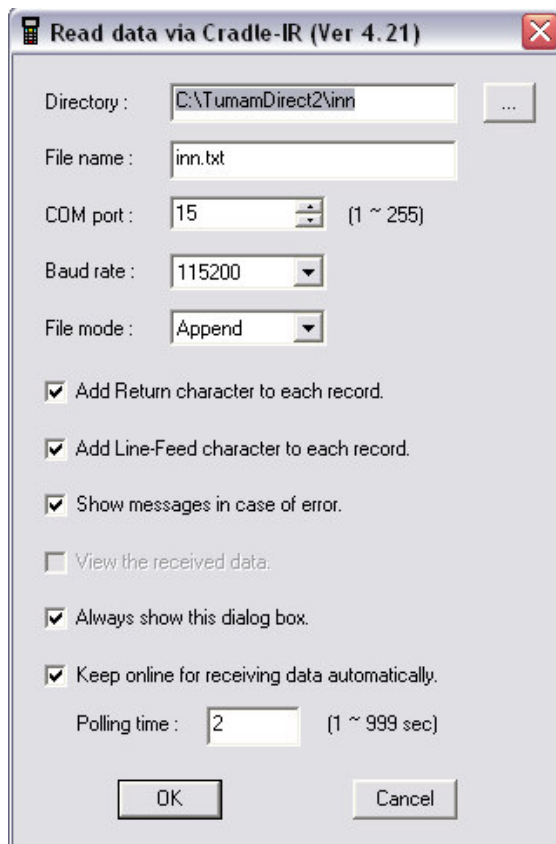 Read data via Cradle-IR (Ver 4.21)
Directory : C:\TumamDirect2\inn ...
File name : inn.txt
COM port : 15 (1 ~ 255)
Baud rate : 115200
File mode : Append
Add Return character to each record.
Add Line-Feed character to each record.
Show messages in case of error.
View the received data.
Always show this dialog box.
Keep online for receiving data automatically.
Polling time : 2 (1 ~ 999 sec)
OK Cancel